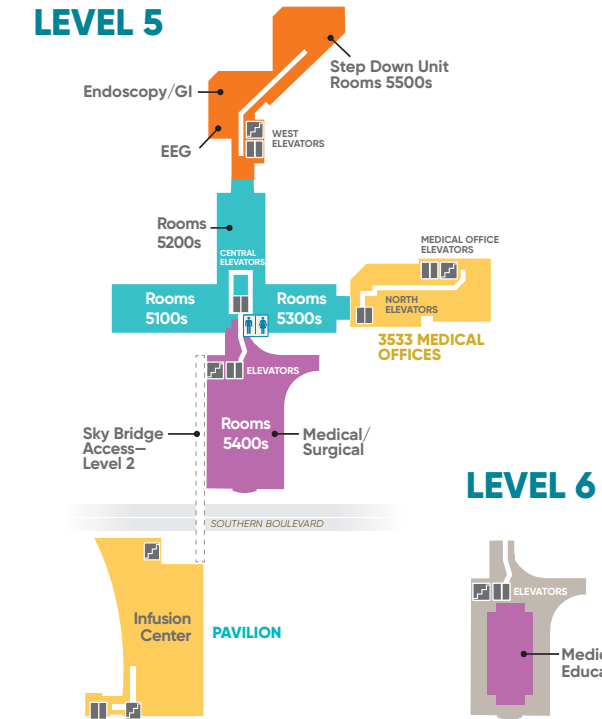 LEVEL 5
Step Down Unit
Rooms 5500s
Endoscopy/GI
WEST
ELEVATORS
EEG
Rooms
5200s
CENTRAL
ELEVATORS
MEDICAL OFFICE
ELEVATORS
Rooms
5100s
Rooms
5300s
NORTH
ELEVATORS
3533 MEDICAL
OFFICES
ELEVATORS
Rooms
5400s
Medical/
Surgical
Sky Bridge
Access—
Level 2
SOUTHERN BOULEVARD
Infusion
Center
PAVILION
LEVEL 6
ELEVATORS